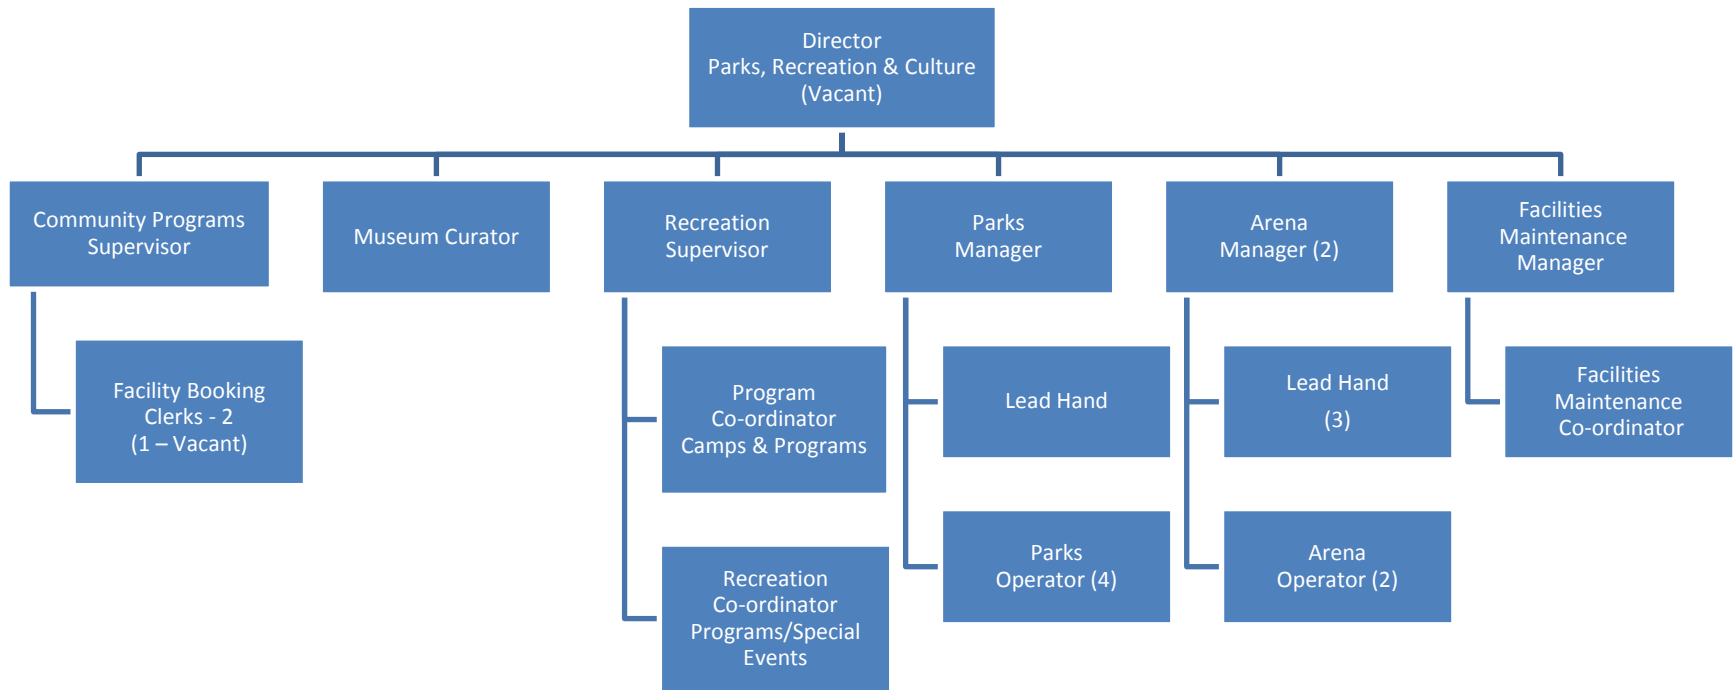 Director
Parks, Recreation & Culture
(Vacant)
Community Programs
Supervisor
Museum Curator
Recreation
Supervisor
Parks
Manager
Arena
Manager (2)
Facilities
Maintenance
Manager
Facility Booking
Clerks - 2
(1 – Vacant)
Program
Co-ordinator
Camps & Programs
Lead Hand
Lead Hand
(3)
Facilities
Maintenance
Co-ordinator
Recreation
Co-ordinator
Programs/Special
Events
Parks
Operator (4)
Arena
Operator (2)